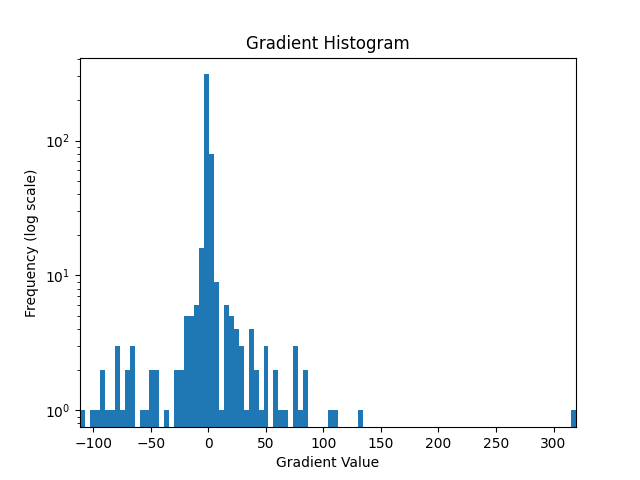 Gradient Histogram
Frequency (log scale)
10²
10¹
10⁰
−100 −50 0 50 100 150 200 250 300
Gradient Value